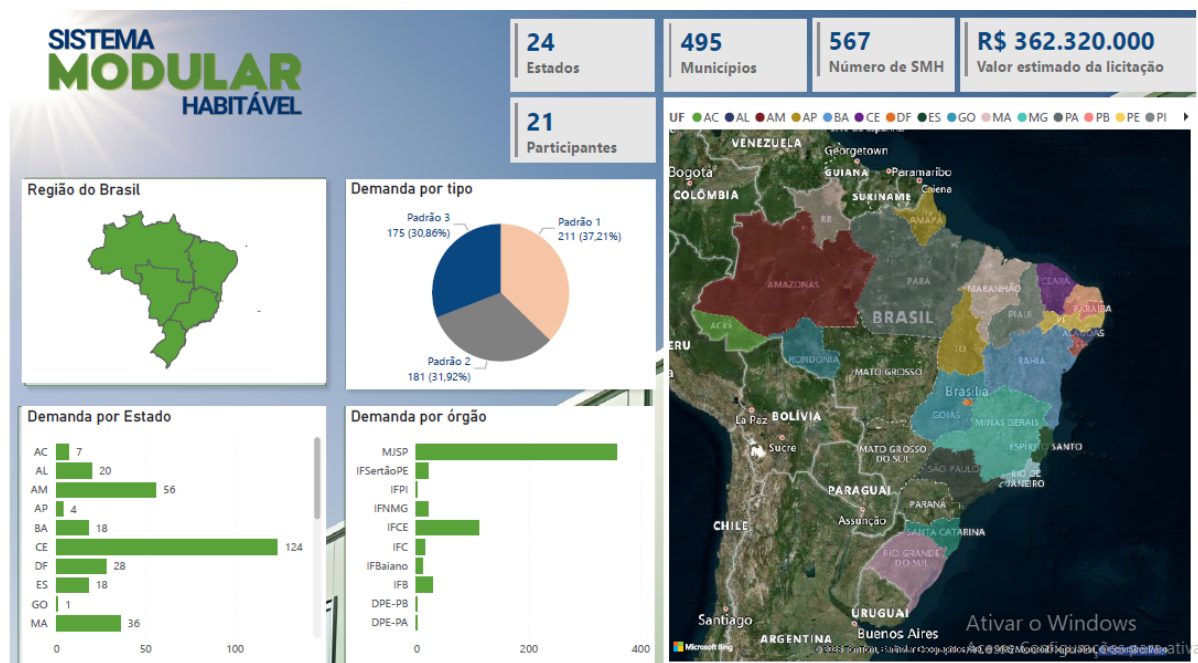 SISTEMA
MODULAR
HABITÁVEL
24
Estados
495
Municípios
567
Número de SMH
R$ 362.320.000
Valor estimado da licitação
21
Participantes
UF AC AL AM AP BA CE DF ES GO MA MG PA PB PE PI
Região do Brasil
Demanda por tipo
Padrão 3
175 (30,86%)
Padrão 1
211 (37,21%)
Padrão 2
181 (31,92%)
Demanda por Estado
AC 7
AL 20
AM 56
AP 4
BA 18
CE 124
DF 28
ES 18
GO 1
MA 36
0 50 100
Demanda por órgão
MJSP
IFSertãoPE
IFPI
IFNMG
IFCE
IFC
IFBaiano
IFB
DPE-PB
DPE-PA
0 200 400
VENEZUELA
Georgetown
Bogotá
GUIANA
Paramaribo
COLÔMBIA
SURINAME
Caiena
RR
AMAPÁ
AMAZONAS
PARÁ
MARANHÃO
CEARÁ
PARAÍBA
BRASIL
PIAUÍ
PE
ACRE
ALAGOAS
SE
RONDÔNIA
TO
BAHIA
MATO GROSSO
Brasília
La Paz
BOLÍVIA
GOIÁS
MINAS GERAIS
Sucre
MATO GROSSO
DO SUL
ESPÍRITO SANTO
SÃO PAULO
RIO DE
JANEIRO
PARAGUAI
PARANÁ
Assunção
CHILE
SANTA CATARINA
RIO GRANDE
DO SUL
Santiago
URUGUAI
Buenos Aires
ARGENTINA
Ativar o Windows
Microsoft Bing